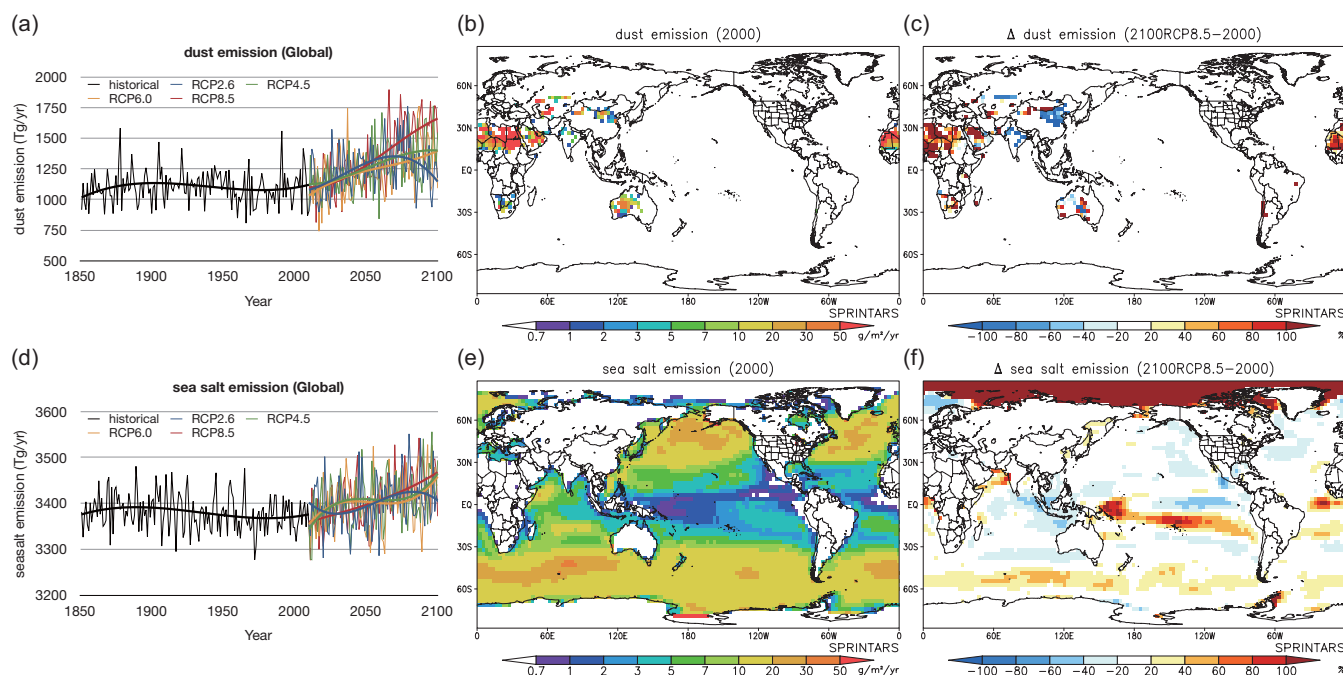 (a)
dust emission (Global)
historical RCP2.6 RCP4.5
RCP6.0 RCP8.5
dust emission (Tg/yr)
2000
1750
1500
1250
1000
750
500
1850 1900 1950 2000 2050 2100
Year
(b)
dust emission (2000)
60N
30N
EQ
30S
60S
0 60E 120E 180 120W 60W 0
SPRINTARS
0.7 1 2 3 5 7 10 20 30 50
g/m²/yr
(c)
Δ dust emission (2100RCP8.5−2000)
60N
30N
EQ
30S
60S
0 60E 120E 180 120W 60W 0
SPRINTARS
−100 −80 −60 −40 −20 20 40 60 80 100
%
(d)
sea salt emission (Global)
historical RCP2.6 RCP4.5
RCP6.0 RCP8.5
seasalt emission (Tg/yr)
3600
3500
3400
3300
3200
1850 1900 1950 2000 2050 2100
Year
(e)
sea salt emission (2000)
60N
30N
EQ
30S
60S
0 60E 120E 180 120W 60W 0
SPRINTARS
0.7 1 2 3 5 7 10 20 30 50
g/m²/yr
(f)
Δ sea salt emission (2100RCP8.5−2000)
60N
30N
EQ
30S
60S
0 60E 120E 180 120W 60W 0
SPRINTARS
−100 −80 −60 −40 −20 20 40 60 80 100
%